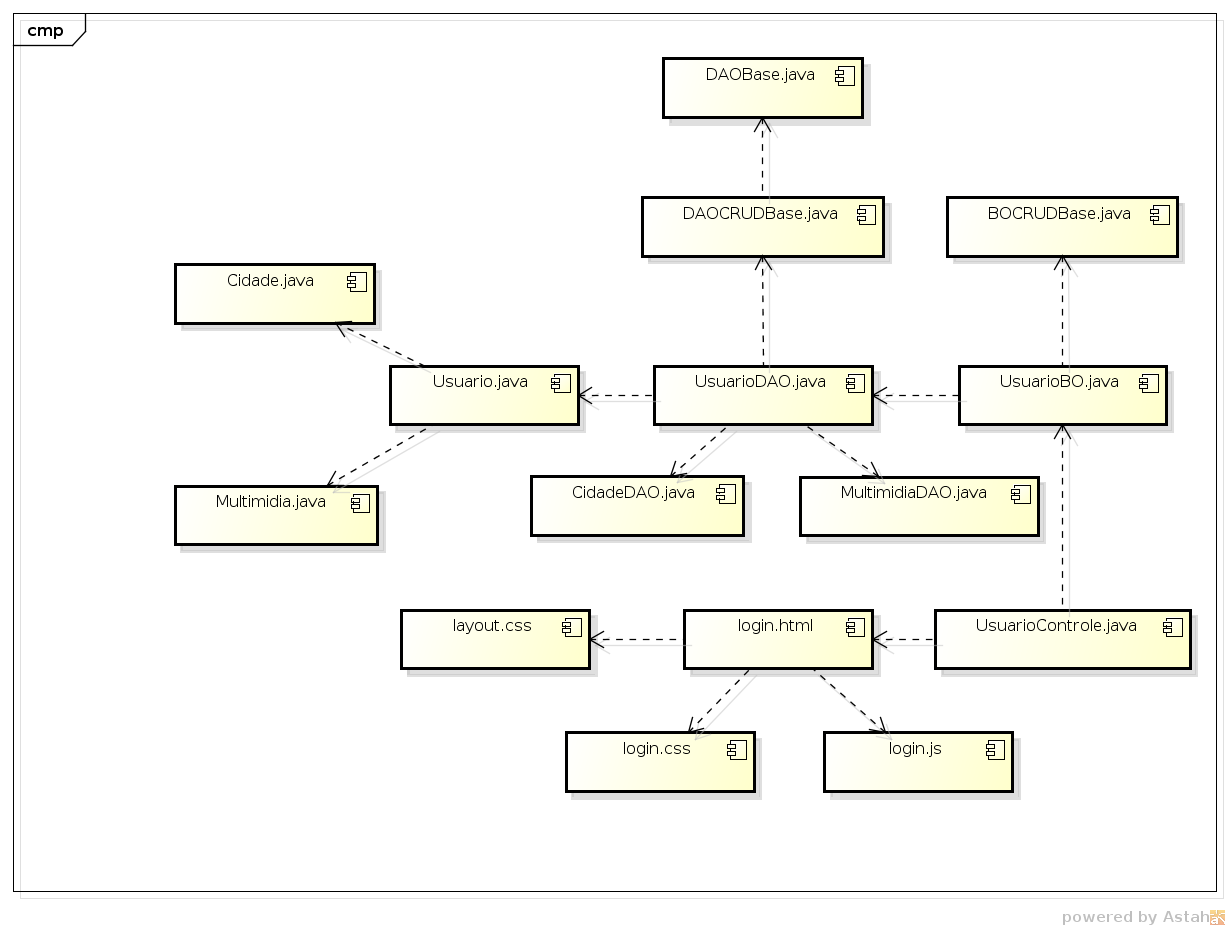 cmp
DAOBase.java
DAOCRUDBase.java
BOCRUDBase.java
Cidade.java
Usuario.java
UsuarioDAO.java
UsuarioBO.java
Multimidia.java
CidadeDAO.java
MultimidiaDAO.java
layout.css
login.html
UsuarioControle.java
login.css
login.js
powered by Astah